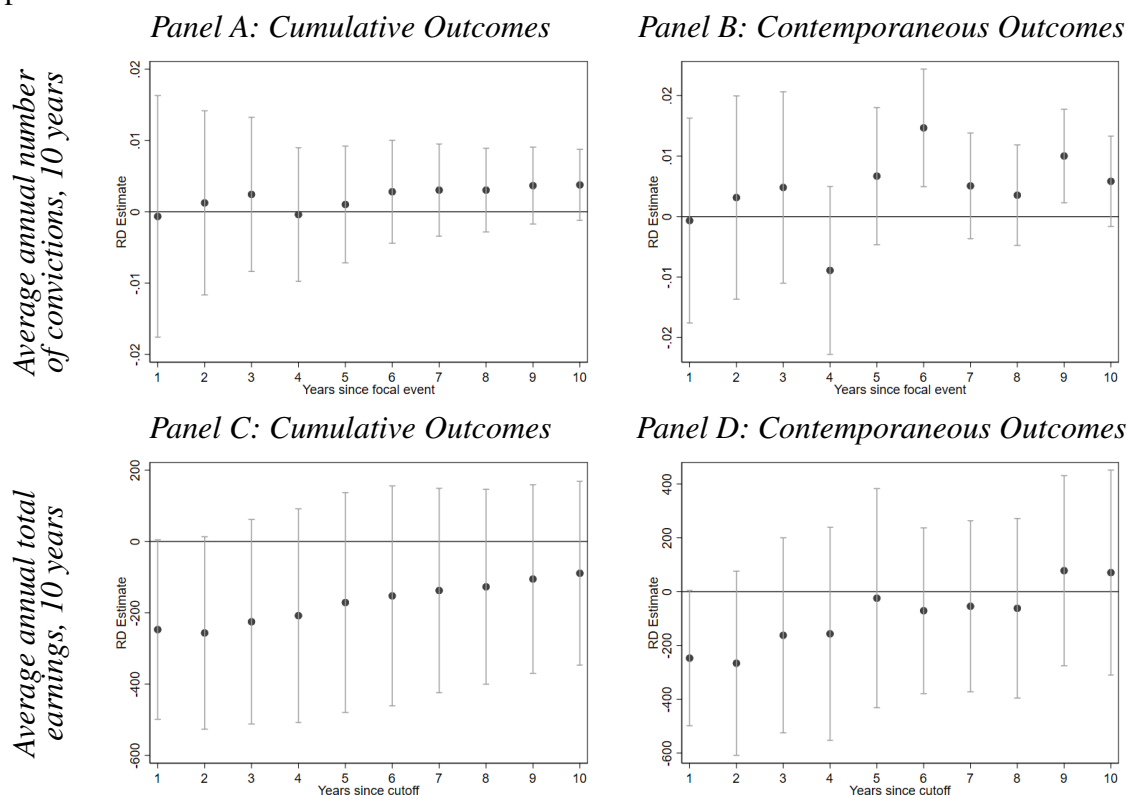 Panel A: Cumulative Outcomes
Panel B: Contemporaneous Outcomes
Average annual number
of convictions, 10 years
RD Estimate
.02
.01
0
-.01
-.02
1 2 3 4 5 6 7 8 9 10
Years since focal event
RD Estimate
.02
.01
0
-.01
-.02
1 2 3 4 5 6 7 8 9 10
Years since focal event
Panel C: Cumulative Outcomes
Panel D: Contemporaneous Outcomes
Average annual total
earnings, 10 years
RD Estimate
200
0
-200
-400
-600
1 2 3 4 5 6 7 8 9 10
Years since cutoff
RD Estimate
400
200
0
-200
-400
-600
1 2 3 4 5 6 7 8 9 10
Years since cutoff